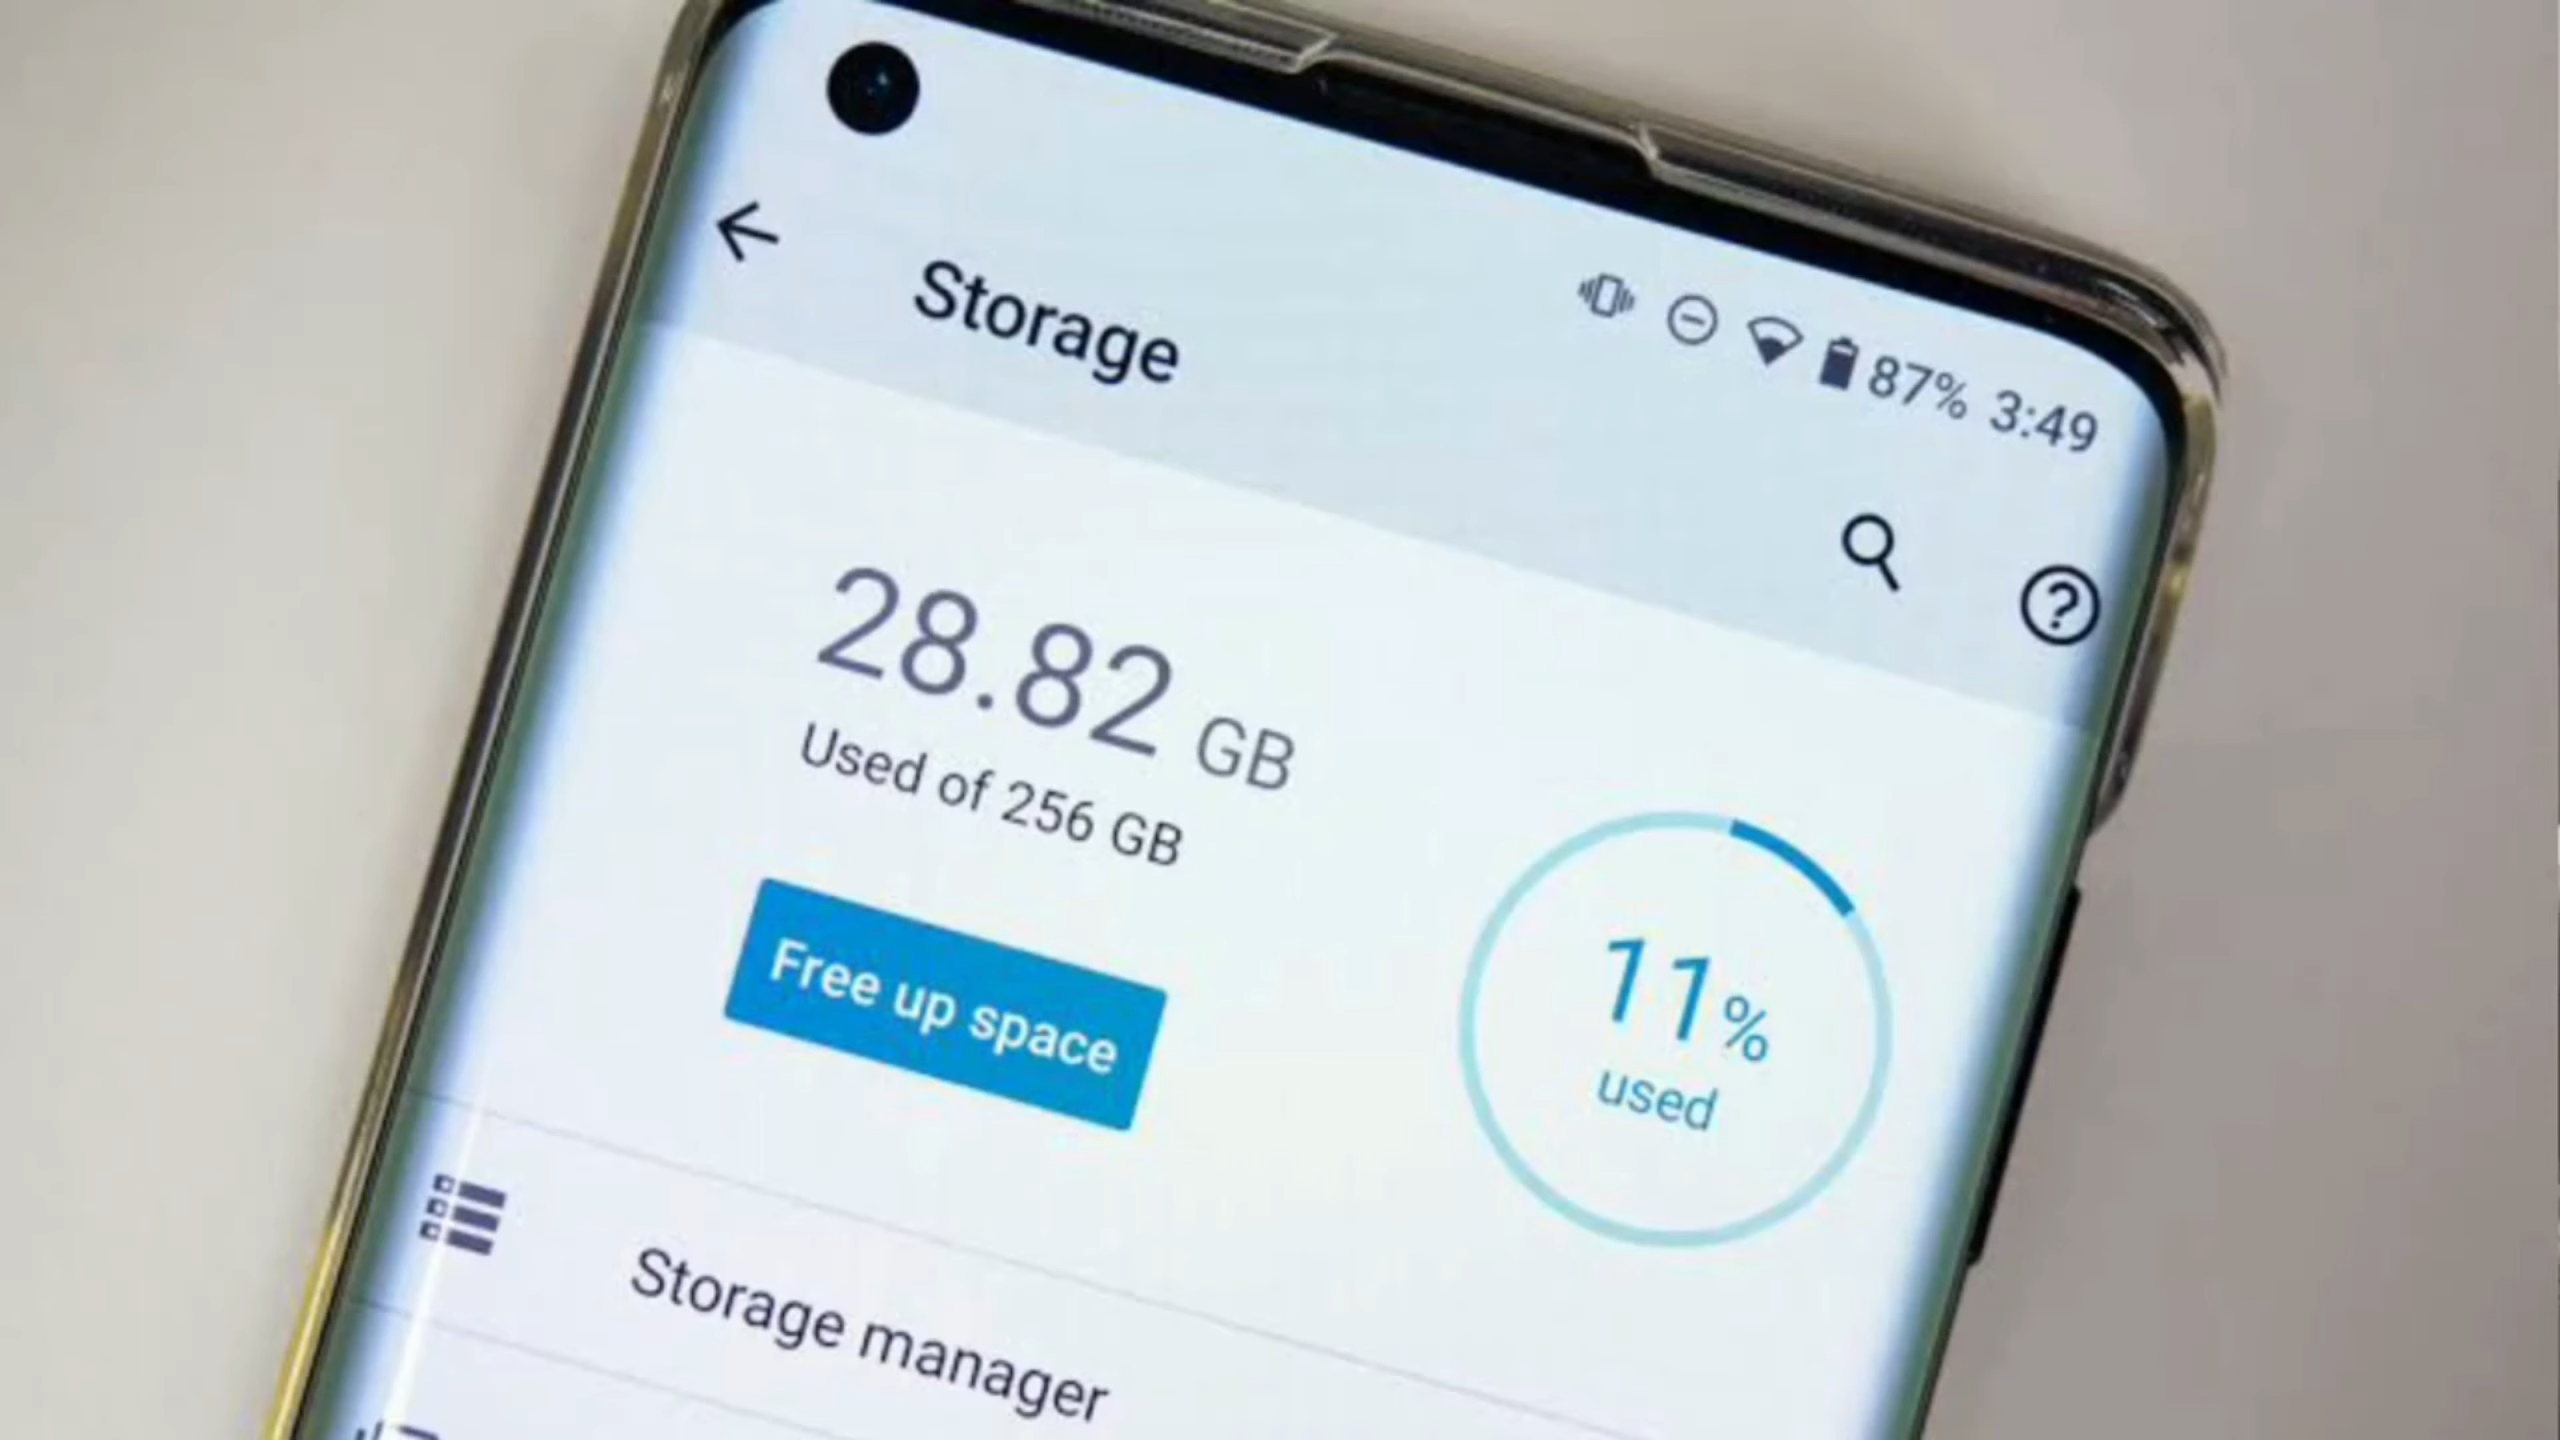 87% 3:49
Storage
28.82 GB
Used of 256 GB
Free up space
11%
used
Storage manager